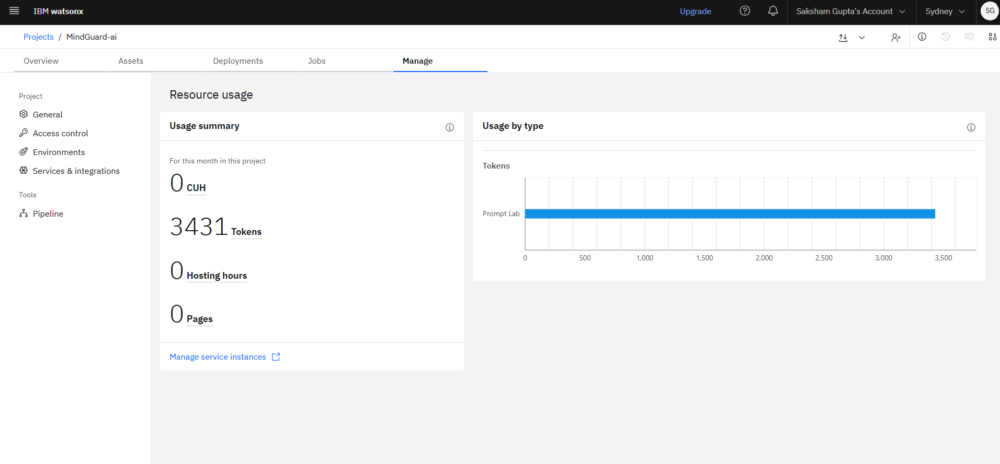 IBM watsonx
Upgrade
Saksham Gupta's Account
Sydney
SG
Projects / MindGuard-ai
Overview
Assets
Deployments
Jobs
Manage
Project
General
Access control
Environments
Services & integrations
Tools
Pipeline
Resource usage
Usage summary
For this month in this project
0 CUH
3431 Tokens
0 Hosting hours
0 Pages
Manage service instances
Usage by type
Tokens
Prompt Lab
0 500 1,000 1,500 2,000 2,500 3,000 3,500